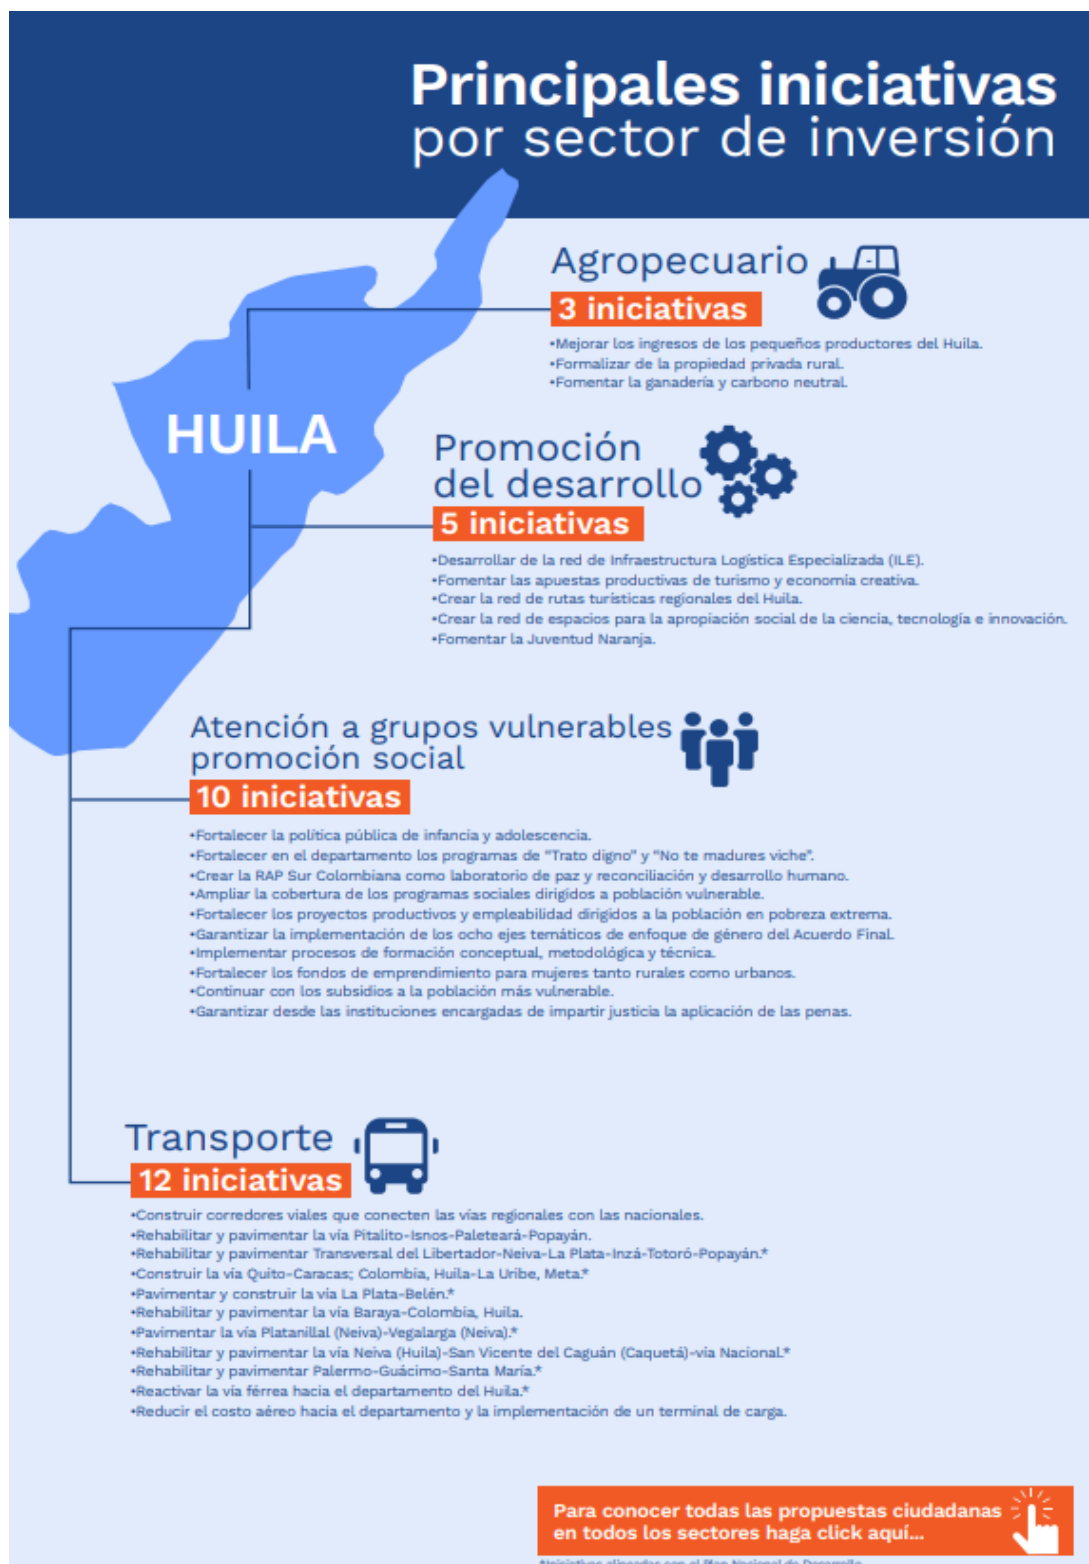 Principales iniciativas
por sector de inversión
Agropecuario
3 iniciativas
•Mejorar los ingresos de los pequeños productores del Huila.
•Formalizar de la propiedad privada rural.
•Fomentar la ganadería y carbono neutral.
HUILA
Promoción
del desarrollo
5 iniciativas
•Desarrollar de la red de Infraestructura Logística Especializada (ILE).
•Fomentar las apuestas productivas de turismo y economía creativa.
•Crear la red de rutas turísticas regionales del Huila.
•Crear la red de espacios para la apropiación social de la ciencia, tecnología e innovación.
•Fomentar la Juventud Naranja.
Atención a grupos vulnerables
promoción social
10 iniciativas
•Fortalecer la política pública de infancia y adolescencia.
•Fortalecer en el departamento los programas de “Trato digno” y “No te madures viche”.
•Crear la RAP Sur Colombiana como laboratorio de paz y reconciliación y desarrollo humano.
•Ampliar la cobertura de los programas sociales dirigidos a población vulnerable.
•Fortalecer los proyectos productivos y empleabilidad dirigidos a la población en pobreza extrema.
•Garantizar la implementación de los ocho ejes temáticos de enfoque de género del Acuerdo Final.
•Implementar procesos de formación conceptual, metodológica y técnica.
•Fortalecer los fondos de emprendimiento para mujeres tanto rurales como urbanos.
•Continuar con los subsidios a la población más vulnerable.
•Garantizar desde las instituciones encargadas de impartir justicia la aplicación de las penas.
Transporte
12 iniciativas
•Construir corredores viales que conecten las vías regionales con las nacionales.
•Rehabilitar y pavimentar la vía Pitalito-Isnos-Paleteará-Popayán.
•Rehabilitar y pavimentar Transversal del Libertador-Neiva-La Plata-Inzá-Totoró-Popayán.*
•Construir la vía Quito-Caracas; Colombia, Huila-La Uribe, Meta.*
•Pavimentar y construir la vía La Plata-Belén.*
•Rehabilitar y pavimentar la vía Baraya-Colombia, Huila.
•Pavimentar la vía Platanillal (Neiva)-Vegalarga (Neiva).*
•Rehabilitar y pavimentar la vía Neiva (Huila)-San Vicente del Caguán (Caquetá)-vía Nacional.*
•Rehabilitar y pavimentar Palermo-Guácimo-Santa María.*
•Reactivar la vía férrea hacia el departamento del Huila.*
•Reducir el costo aéreo hacia el departamento y la implementación de un terminal de carga.
Para conocer todas las propuestas ciudadanas
en todos los sectores haga click aquí...
*Iniciativas alineadas con el Plan Nacional de Desarrollo